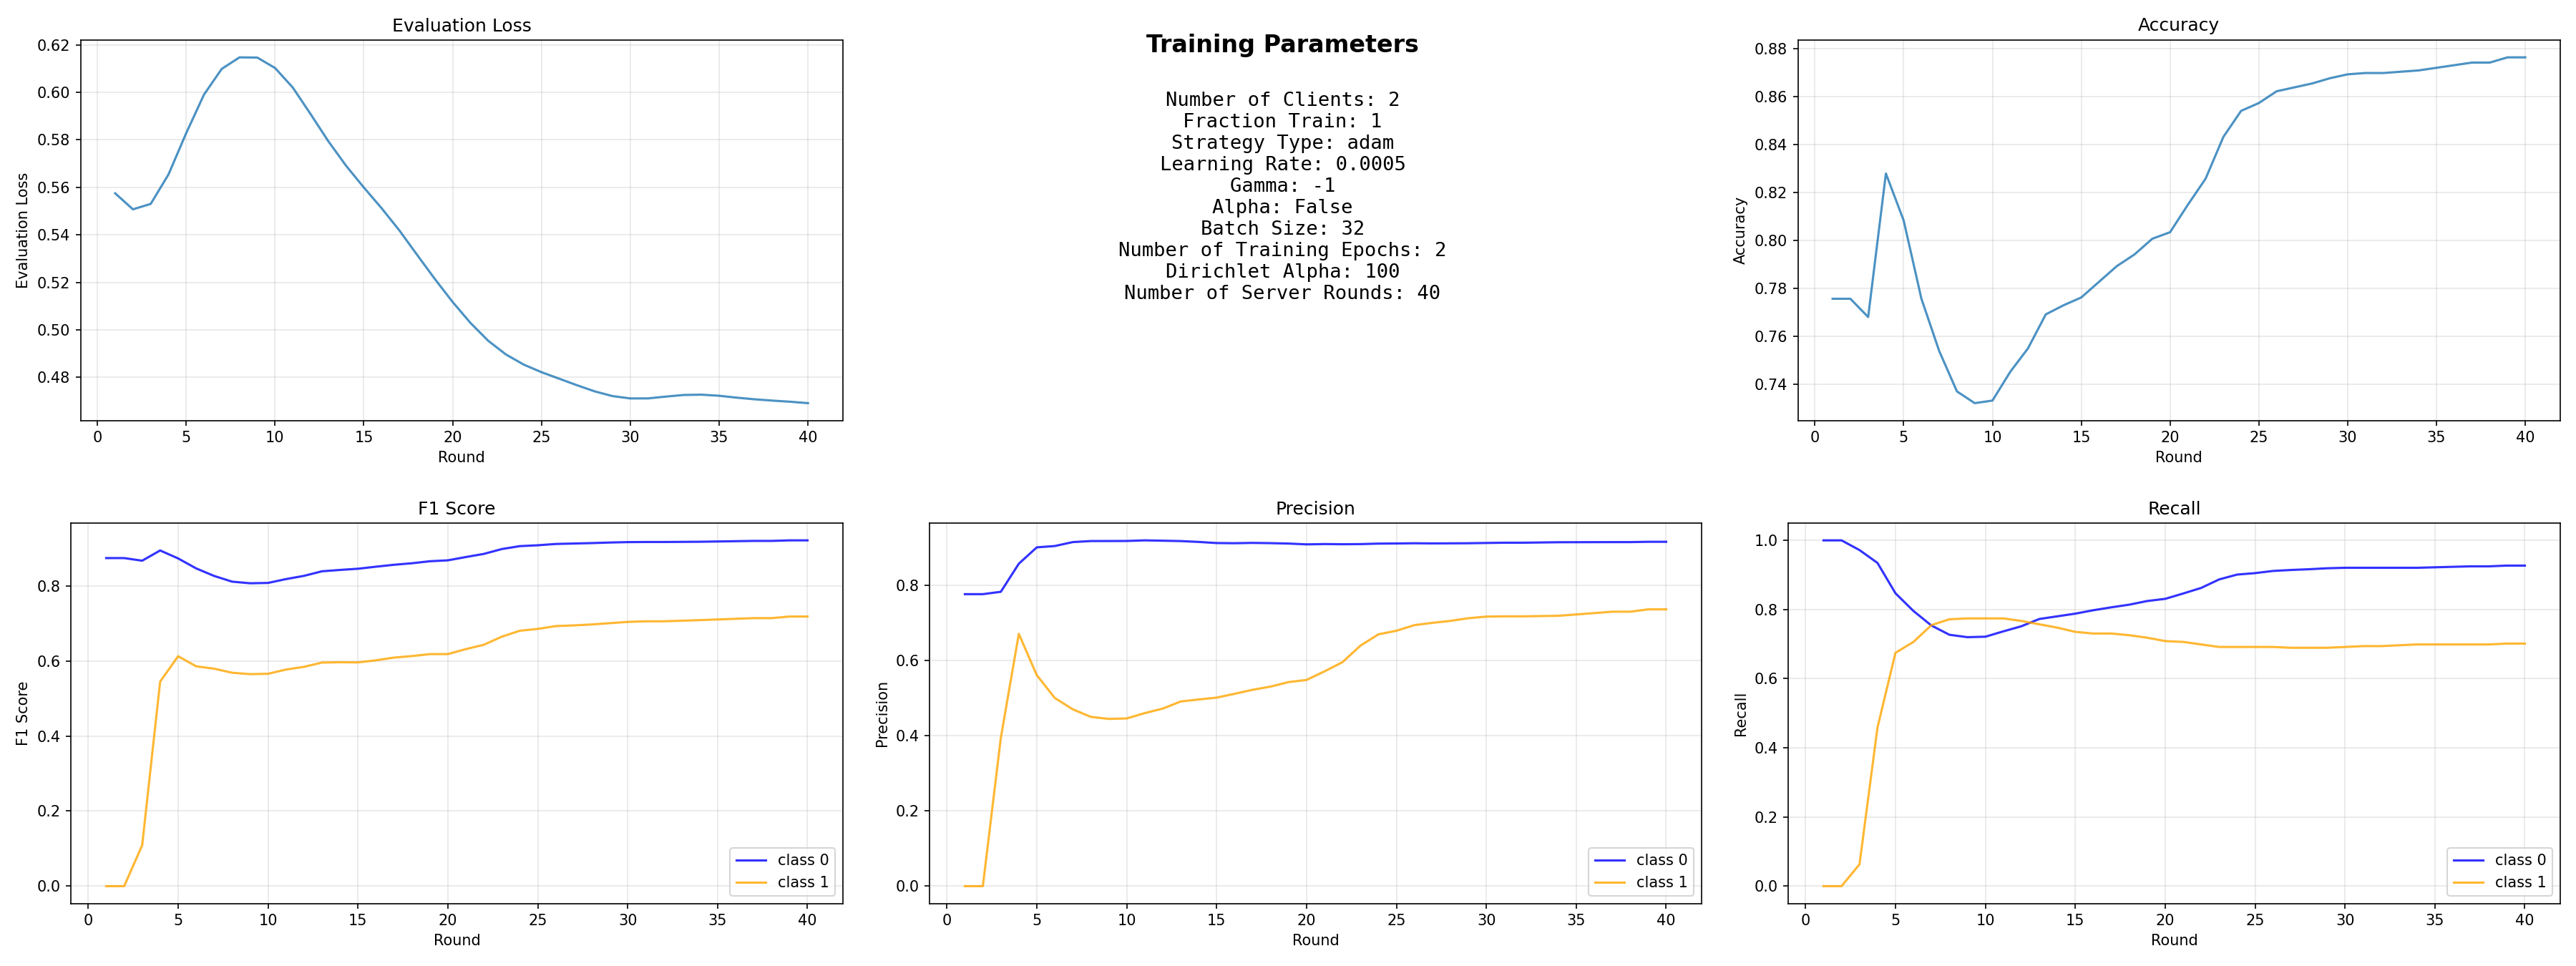 Evaluation Loss
0.62
0.60
0.58
0.56
0.54
0.52
0.50
0.48
Evaluation Loss
0 5 10 15 20 25 30 35 40
Round
Training Parameters
Number of Clients: 2
Fraction Train: 1
Strategy Type: adam
Learning Rate: 0.0005
Gamma: -1
Alpha: False
Batch Size: 32
Number of Training Epochs: 2
Dirichlet Alpha: 100
Number of Server Rounds: 40
Accuracy
0.88
0.86
0.84
0.82
0.80
0.78
0.76
0.74
Accuracy
0 5 10 15 20 25 30 35 40
Round
F1 Score
0.8
0.6
0.4
0.2
0.0
F1 Score
class 0
class 1
0 5 10 15 20 25 30 35 40
Round
Precision
0.8
0.6
0.4
0.2
0.0
Precision
class 0
class 1
0 5 10 15 20 25 30 35 40
Round
Recall
1.0
0.8
0.6
0.4
0.2
0.0
Recall
class 0
class 1
0 5 10 15 20 25 30 35 40
Round